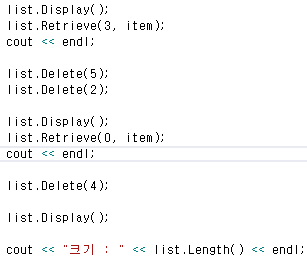 list.Display();
list.Retrieve(3, item);
cout << endl;
list.Delete(5);
list.Delete(2);
list.Display();
list.Retrieve(0, item);
cout << endl;
list.Delete(4);
list.Display();
cout << "크기 : " << list.Length() << endl;